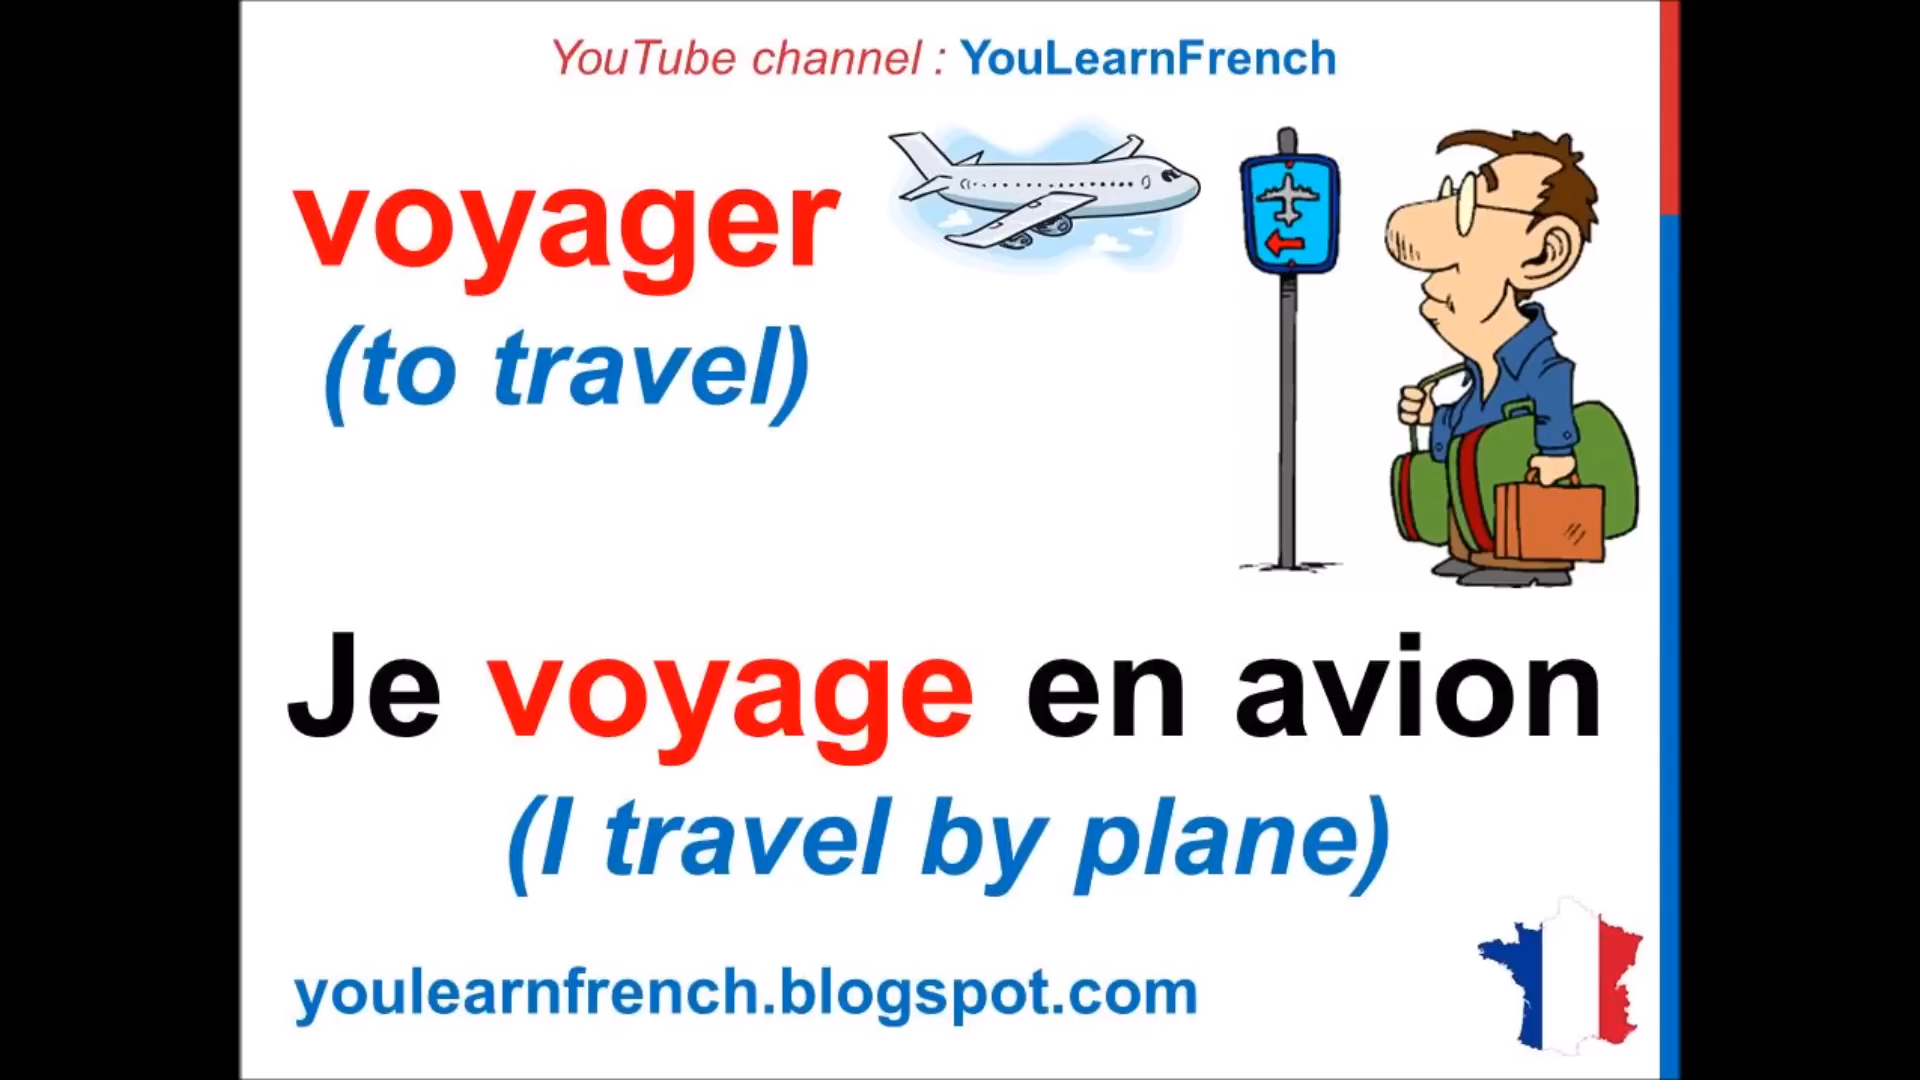 YouTube channel : YouLearnFrench
voyager
(to travel)
Je voyage en avion
(I travel by plane)
youlearnfrench.blogspot.com